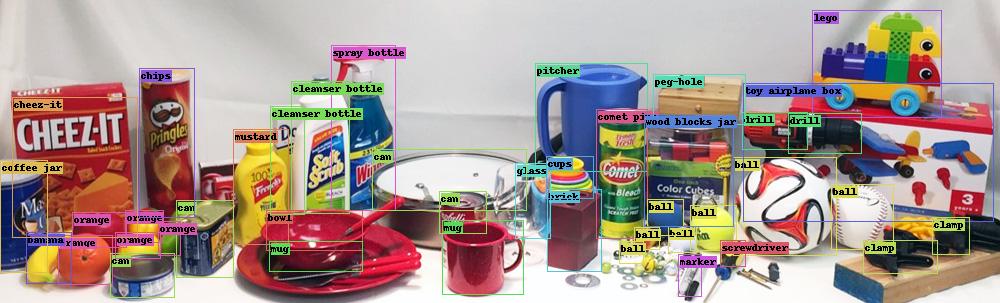 lego
spray bottle
pitcher
chips
peg-hole
cleanser bottle
toy airplane box
cheez-it
cleanser bottle
comet pi
wood blocks jar
drill
drill
mustard
can
coffee jar
glass
cups
ball
brick
ball
can
can
orange
orange
bowl
mug
ball
ball
clamp
orange
orange
mug
ball
ball
ball
screwdriver
clamp
can
marker
CHEEZ-IT
Pringles
French's
Soft
Scrub
Comet
with
Bleach
Color Cubes
3